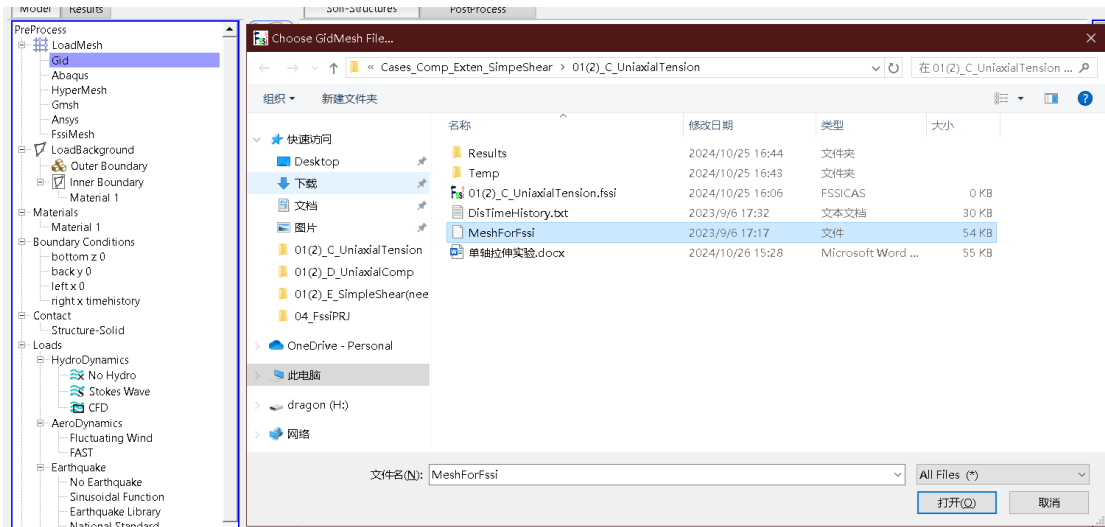 Model Results Soil-Structures PostProcess
PreProcess
LoadMesh
Gid
Abaqus
HyperMesh
Gmsh
Ansys
FssiMesh
LoadBackground
Outer Boundary
Inner Boundary
Material 1
Materials
Material 1
Boundary Conditions
bottom z 0
back y 0
left x 0
right x timehistory
Contact
Structure-Solid
Loads
HydroDynamics
No Hydro
Stokes Wave
CFD
AeroDynamics
Fluctuating Wind
FAST
Earthquake
No Earthquake
Sinusoidal Function
Earthquake Library
National Standard
Choose GidMesh File...
« Cases_Comp_Exten_SimpeShear > 01(2)_C_UniaxialTension
在 01(2)_C_UniaxialTension ...
组织 新建文件夹
快速访问
Desktop
下载
文档
图片
01(2)_C_UniaxialTension
01(2)_D_UniaxialComp
01(2)_E_SimpleShear(nee
04_FssiPRJ
OneDrive - Personal
此电脑
dragon (H:)
网络
名称 修改日期 类型 大小
Results 2024/10/25 16:44 文件夹
Temp 2024/10/25 16:43 文件夹
01(2)_C_UniaxialTension.fssi 2024/10/25 16:06 FSSICAS 0 KB
DisTimeHistory.txt 2023/9/6 17:32 文本文档 30 KB
MeshForFssi 2023/9/6 17:17 文件 54 KB
单轴拉伸实验.docx 2024/10/26 15:28 Microsoft Word ... 55 KB
文件名(N): MeshForFssi All Files (*)
打开(O) 取消